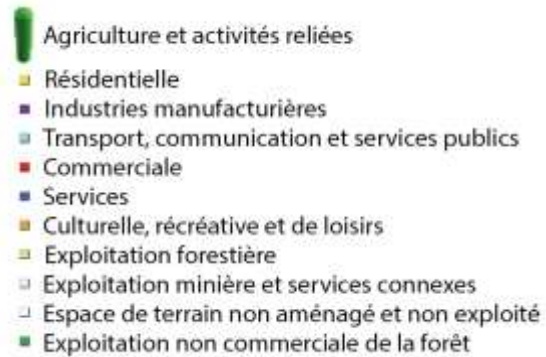 Agriculture et activités reliées
Résidentielle
Industries manufacturières
Transport, communication et services publics
Commerciale
Services
Culturelle, récréative et de loisirs
Exploitation forestière
Exploitation minière et services connexes
Espace de terrain non aménagé et non exploité
Exploitation non commerciale de la forêt